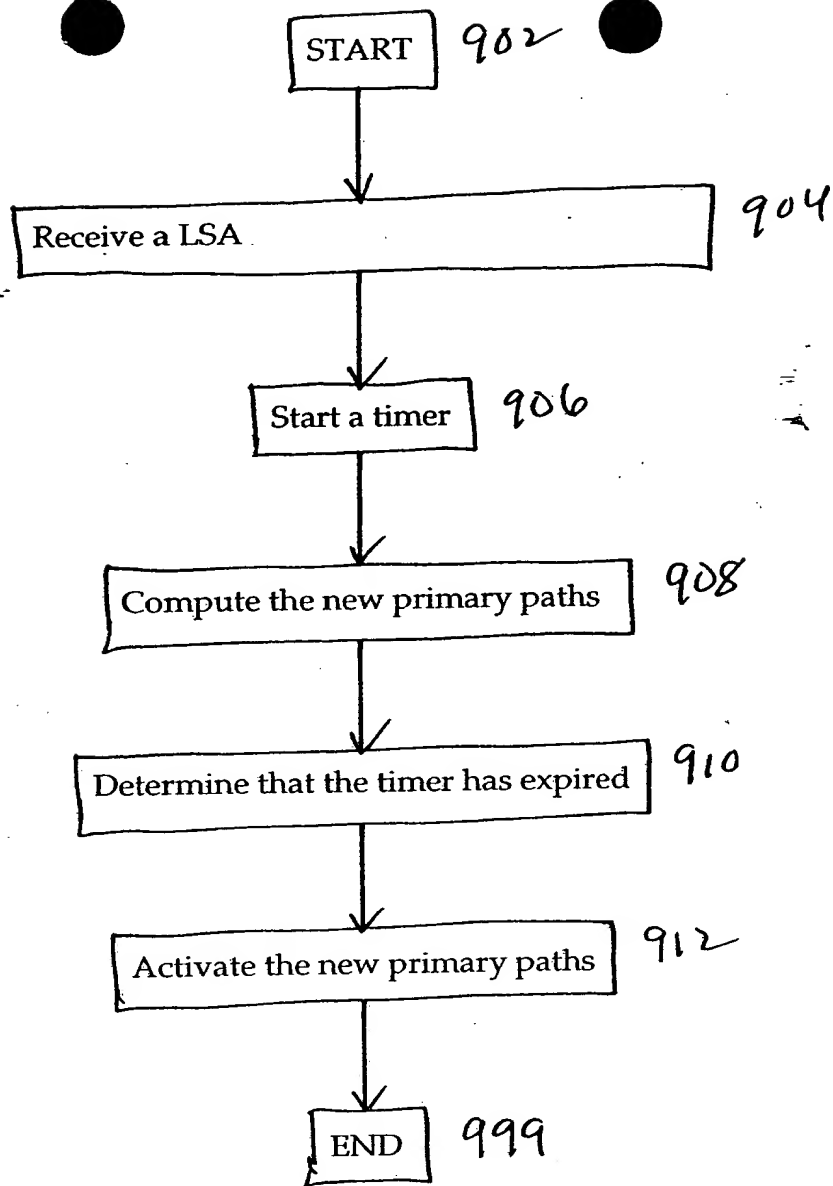 START 902
Receive a LSA 904
Start a timer 906
Compute the new primary paths 908
Determine that the timer has expired 910
Activate the new primary paths 912
END 999